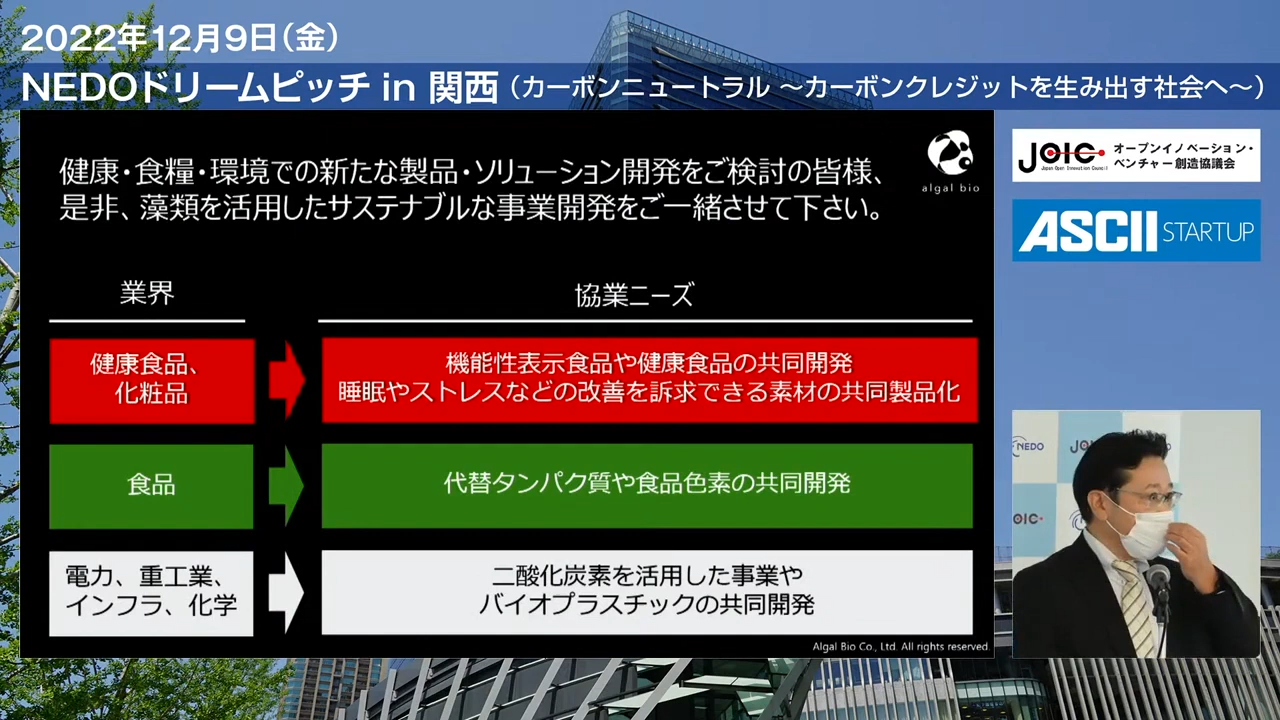 2022年12月9日（金）
NEDOドリームピッチ in 関西（カーボンニュートラル ～カーボンクレジットを生み出す社会へ～）
健康・食糧・環境での新たな製品・ソリューション開発をご検討の皆様、
是非、藻類を活用したサステナブルな事業開発をご一緒させて下さい。
algal bio
業界
協業ニーズ
健康食品、
化粧品
機能性表示食品や健康食品の共同開発
睡眠やストレスなどの改善を訴求できる素材の共同製品化
食品
代替タンパク質や食品色素の共同開発
電力、重工業、
インフラ、化学
二酸化炭素を活用した事業や
バイオプラスチックの共同開発
Algal Bio Co., Ltd. All rights reserved.
JOIC
Japan Open Innovation Council
オープンイノベーション・
ベンチャー創造協議会
ASCII STARTUP
NEDO
JOIC